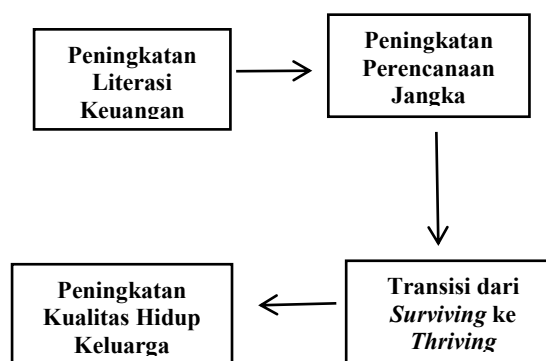 Peningkatan
Literasi
Keuangan
Peningkatan
Perencanaan
Jangka
Transisi dari
Surviving ke
Thriving
Peningkatan
Kualitas Hidup
Keluarga